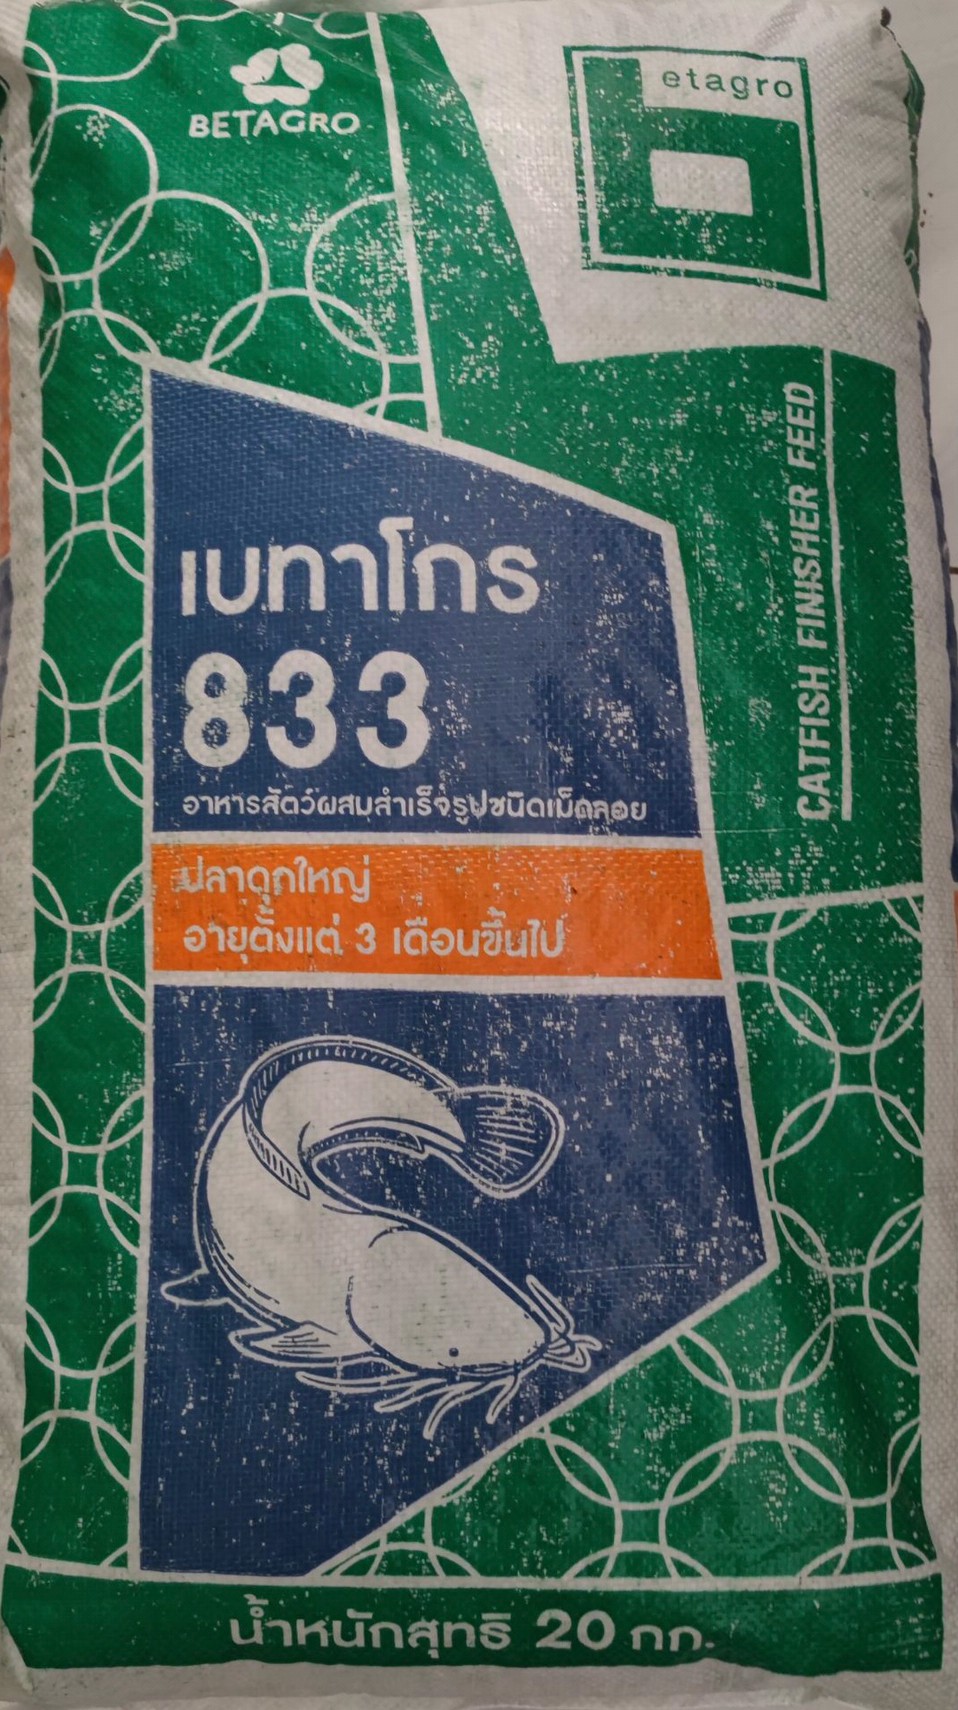 BETAGRO
etagro
CATFISH FINISHER FEED
เบทาโกร
833
อาหารสัตว์ผสมสำเร็จรูปชนิดเม็ดลอย
ปลาดุกใหญ่
อายุตั้งแต่ 3 เดือนขึ้นไป
น้ำหนักสุทธิ 20 กก.